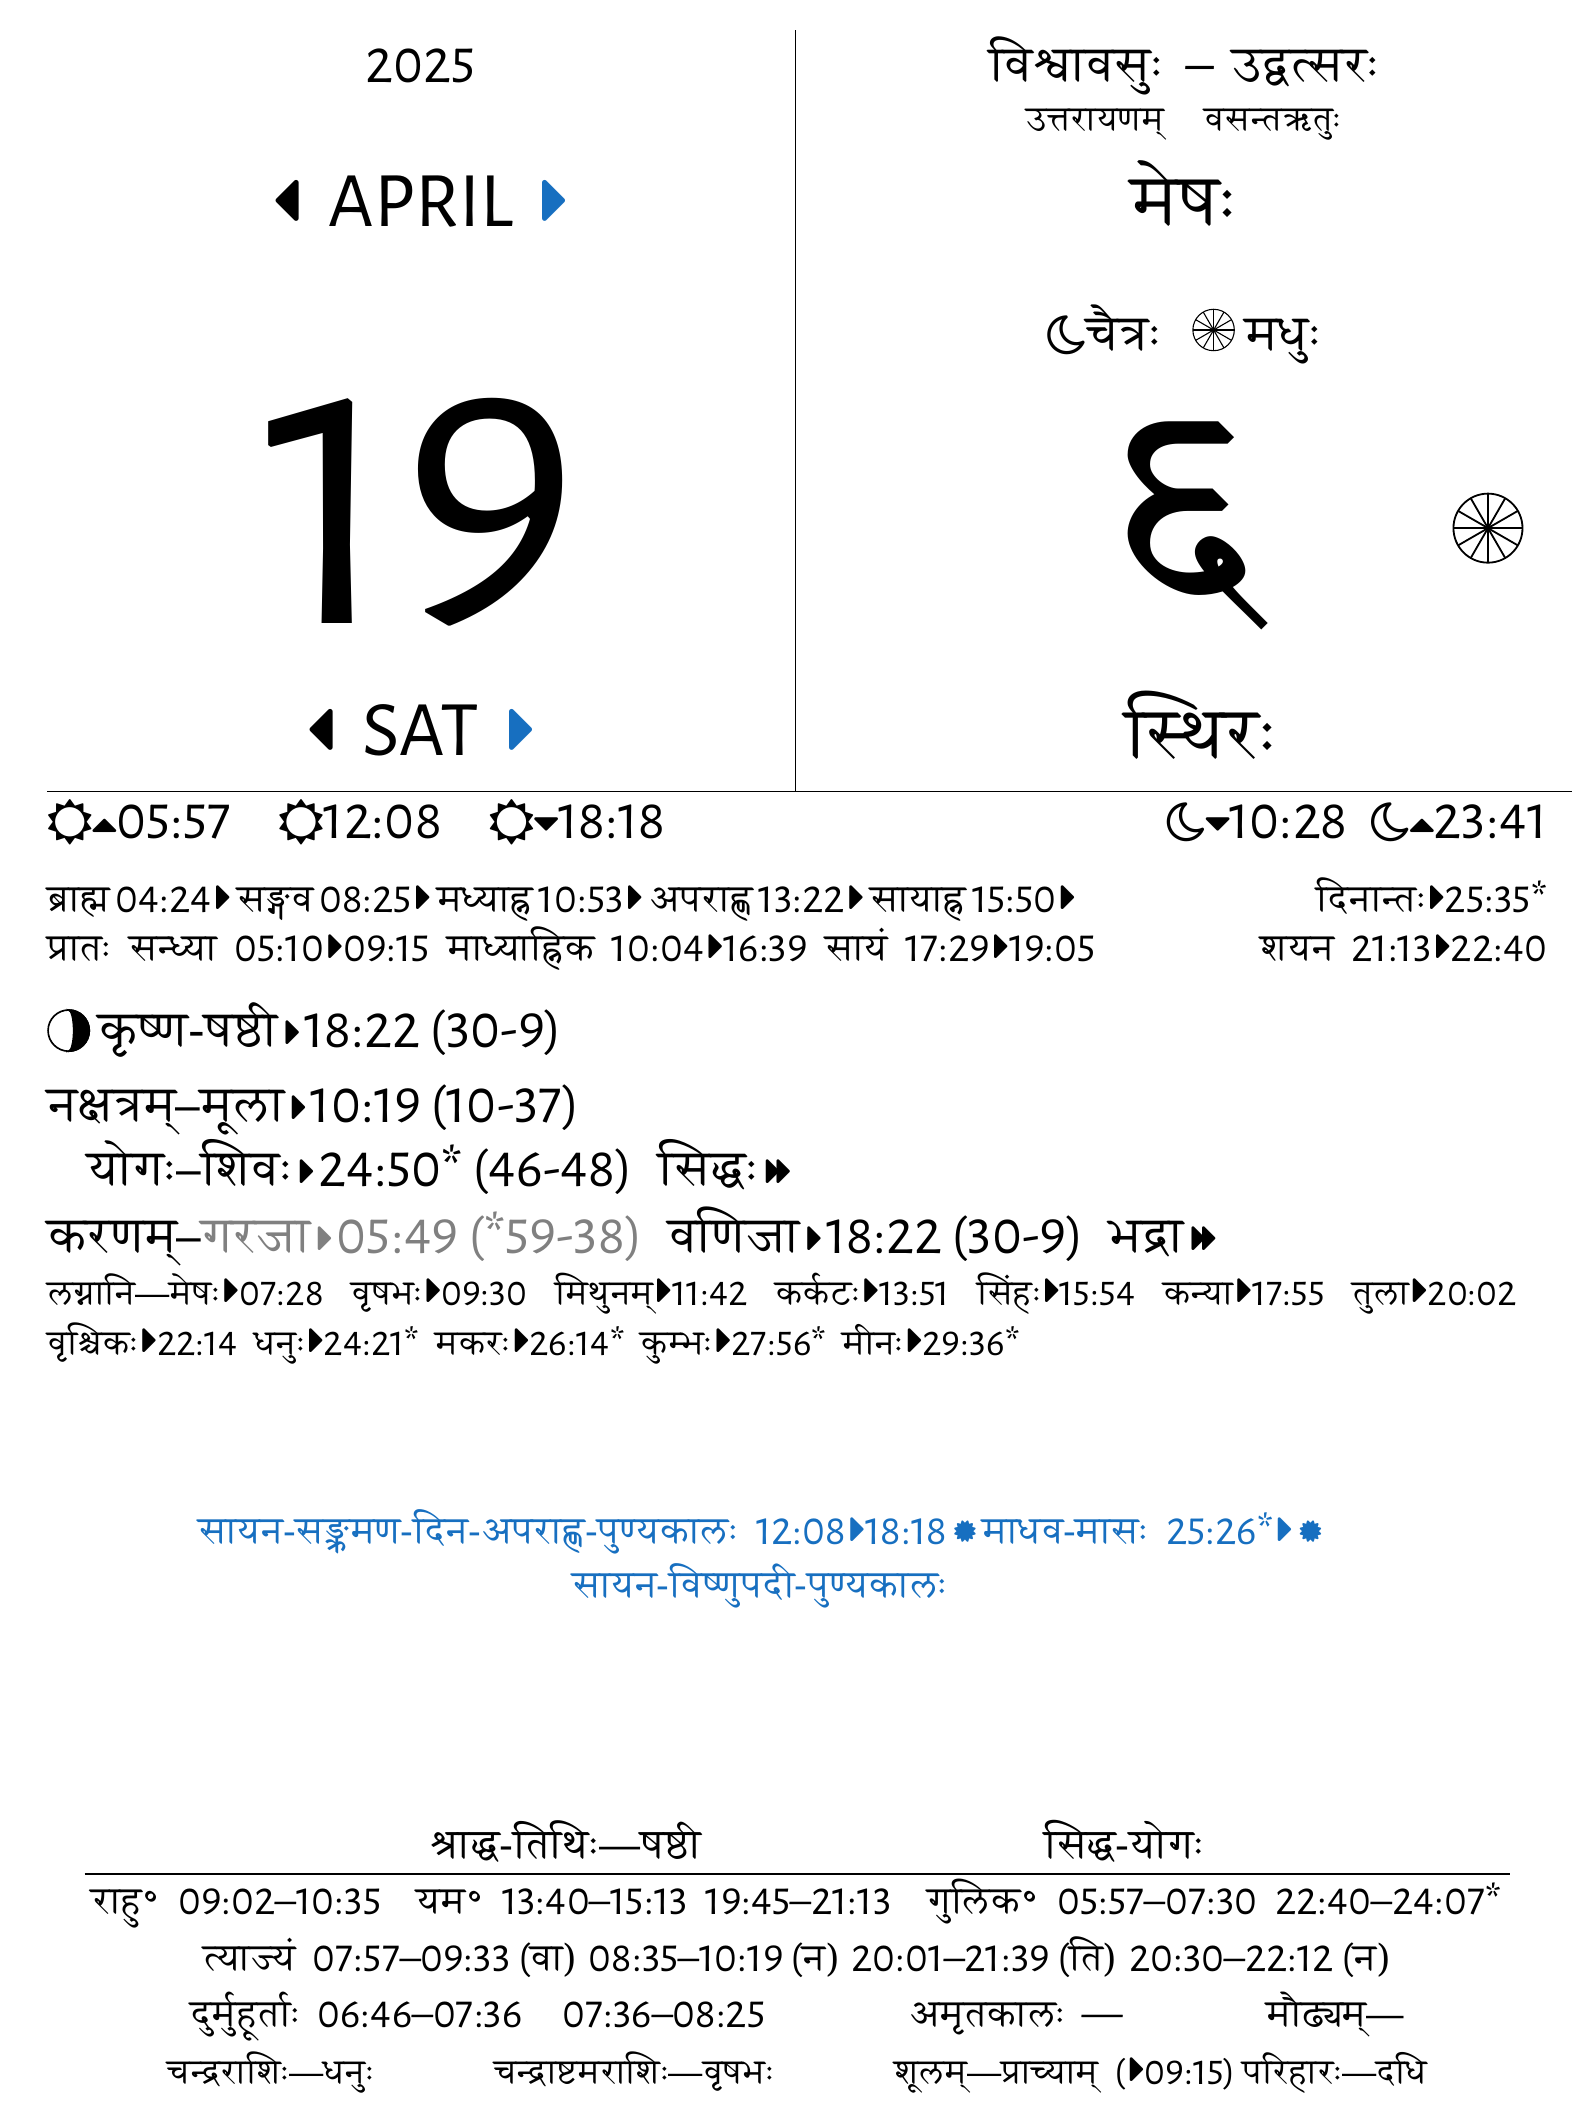 2025
APRIL
19
SAT
विश्वावसुः – उद्वत्सरः
उत्तरायणम् वसन्तऋतुः
मेषः
चैत्रः मधुः
६
स्थिरः
05:57 12:08 18:18 10:28 23:41
ब्राह्म 04:24 सङ्गव 08:25 मध्याह्न 10:53 अपराह्ण 13:22 सायाह्न 15:50 दिनान्तः 25:35*
प्रातः सन्ध्या 05:10 09:15 माध्याह्निक 10:04 16:39 सायं 17:29 19:05 शयन 21:13 22:40
कृष्ण-षष्ठी 18:22 (30-9)
नक्षत्रम्–मूला 10:19 (10-37)
योगः–शिवः 24:50* (46-48) सिद्धः
करणम्–गरजा 05:49 (*59-38) वणिजा 18:22 (30-9) भद्रा
लग्नानि—मेषः 07:28 वृषभः 09:30 मिथुनम् 11:42 कर्कटः 13:51 सिंहः 15:54 कन्या 17:55 तुला 20:02
वृश्चिकः 22:14 धनुः 24:21* मकरः 26:14* कुम्भः 27:56* मीनः 29:36*
सायन-सङ्क्रमण-दिन-अपराह्ण-पुण्यकालः 12:08 18:18 माधव-मासः 25:26*
सायन-विष्णुपदी-पुण्यकालः
श्राद्ध-तिथिः—षष्ठी सिद्ध-योगः
राहु॰ 09:02–10:35 यम॰ 13:40–15:13 19:45–21:13 गुलिक॰ 05:57–07:30 22:40–24:07*
त्याज्यं 07:57–09:33 (वा) 08:35–10:19 (न) 20:01–21:39 (ति) 20:30–22:12 (न)
दुर्मुहूर्ताः 06:46–07:36 07:36–08:25 अमृतकालः — मौढ्यम्—
चन्द्रराशिः—धनुः चन्द्राष्टमराशिः—वृषभः शूलम्—प्राच्याम् (09:15) परिहारः—दधि